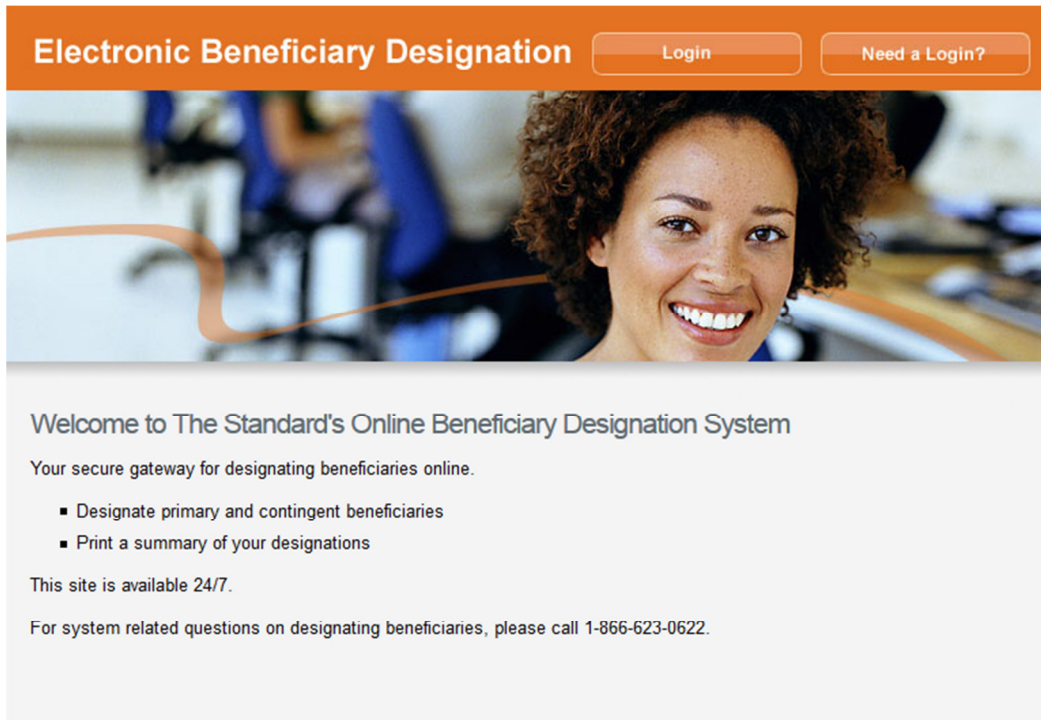 Electronic Beneficiary Designation
Login
Need a Login?
Welcome to The Standard's Online Beneficiary Designation System
Your secure gateway for designating beneficiaries online.
▪ Designate primary and contingent beneficiaries
▪ Print a summary of your designations
This site is available 24/7.
For system related questions on designating beneficiaries, please call 1-866-623-0622.